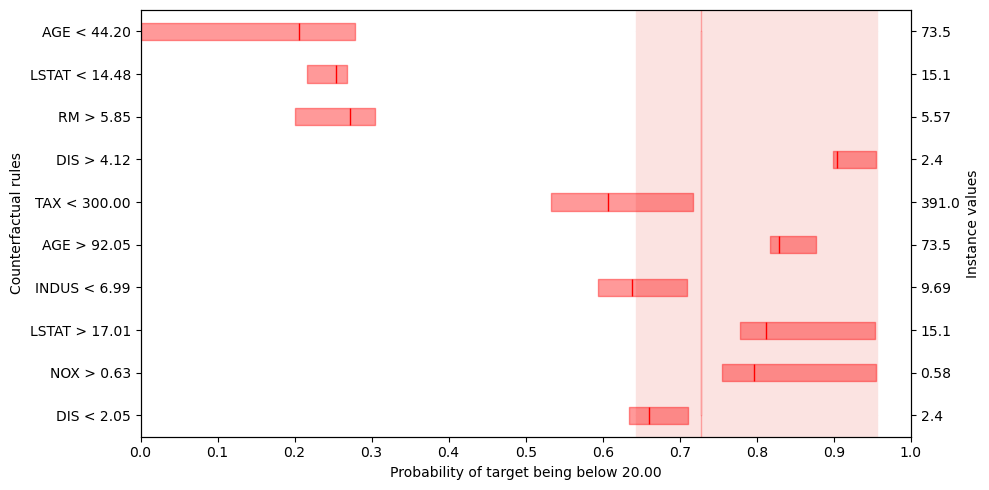 AGE < 44.20 73.5
LSTAT < 14.48 15.1
RM > 5.85 5.57
DIS > 4.12 2.4
TAX < 300.00 391.0
AGE > 92.05 73.5
INDUS < 6.99 9.69
LSTAT > 17.01 15.1
NOX > 0.63 0.58
DIS < 2.05 2.4
Counterfactual rules
Instance values
0.0 0.1 0.2 0.3 0.4 0.5 0.6 0.7 0.8 0.9 1.0
Probability of target being below 20.00